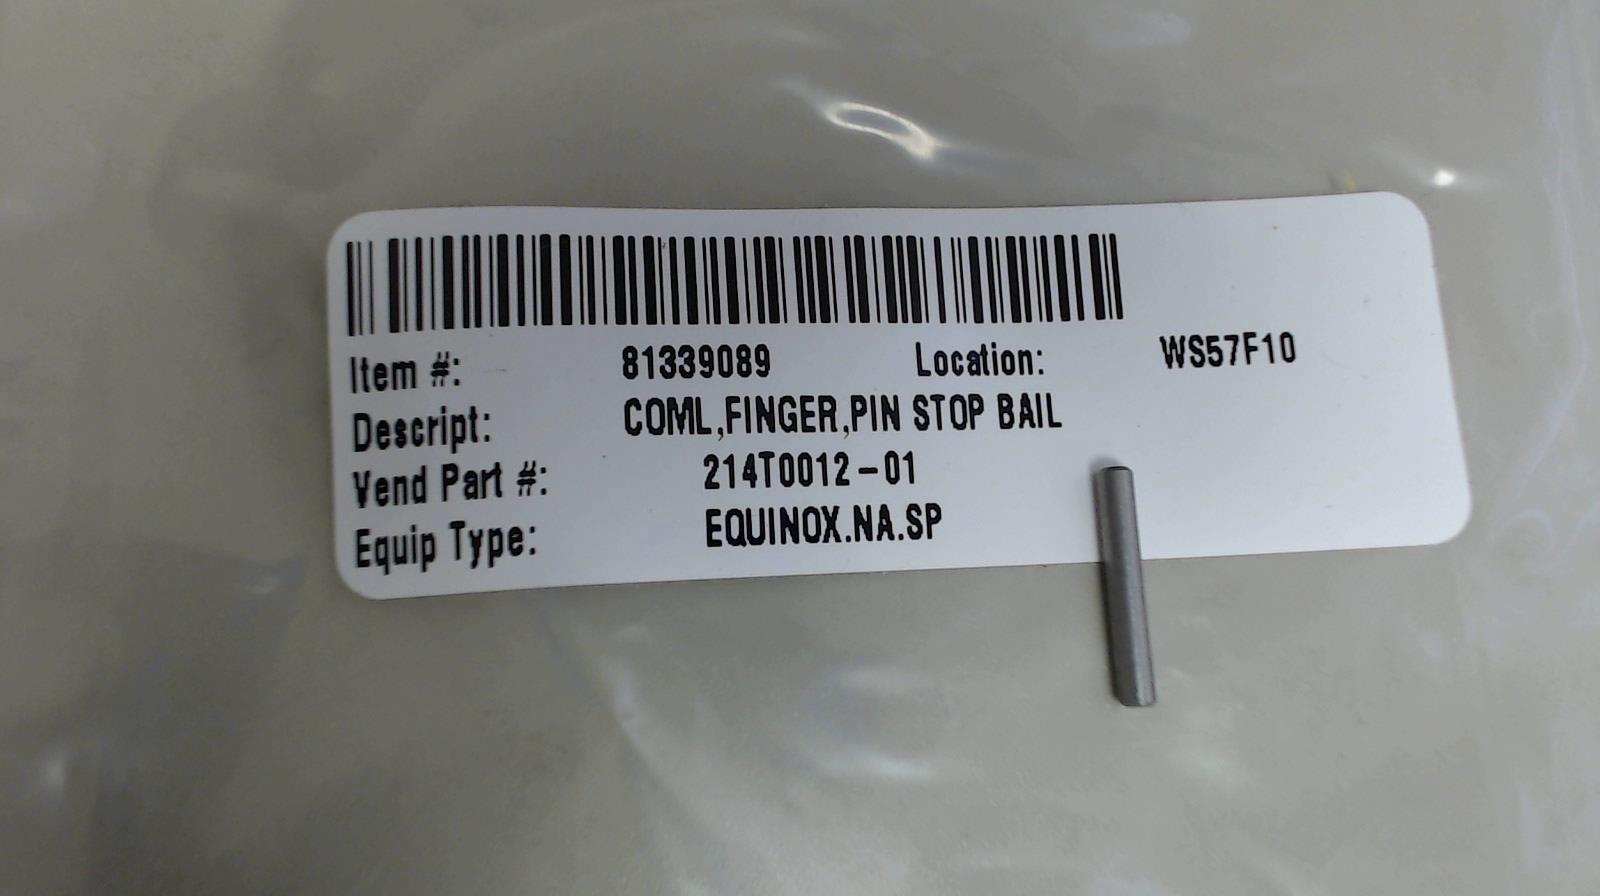 Item #: 81339089 Location: WS57F10
Descript: COML,FINGER,PIN STOP BAIL
Vend Part #: 214T0012-01
Equip Type: EQUINOX.NA.SP